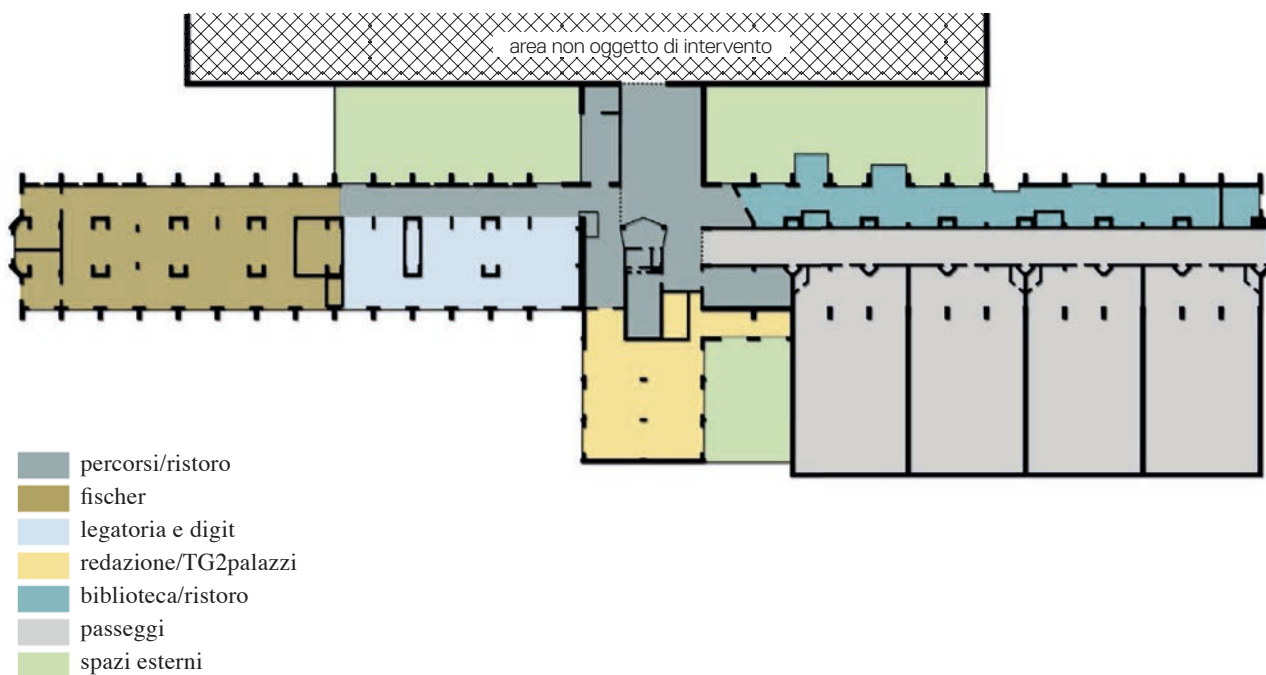 area non oggetto di intervento
percorsi/ristoro
fischer
legatoria e digit
redazione/TG2palazzi
biblioteca/ristoro
passeggi
spazi esterni